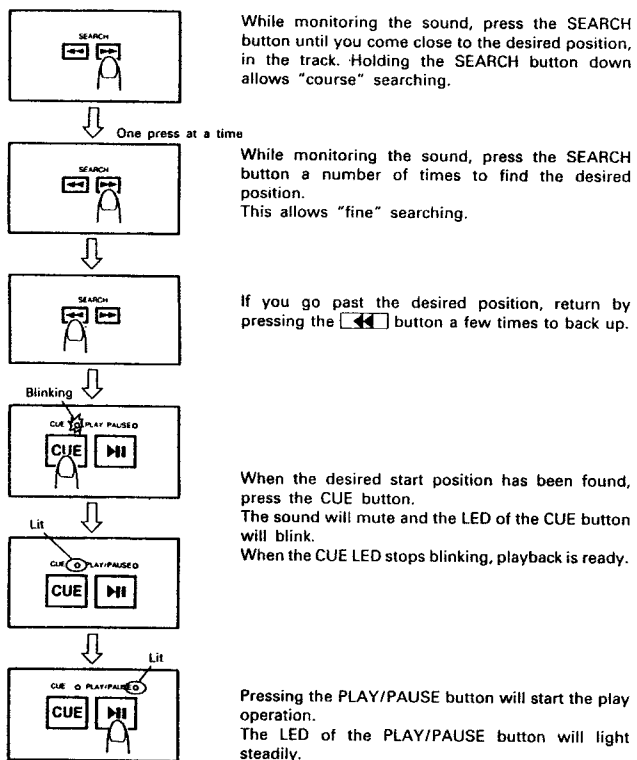 SEARCH
While monitoring the sound, press the SEARCH
button until you come close to the desired position,
in the track. Holding the SEARCH button down
allows "course" searching.
One press at a time
SEARCH
While monitoring the sound, press the SEARCH
button a number of times to find the desired
position.
This allows "fine" searching.
SEARCH
If you go past the desired position, return by
pressing the ◀◀ button a few times to back up.
Blinking
CUE PLAY PAUSE
CUE ▶II
When the desired start position has been found,
press the CUE button.
The sound will mute and the LED of the CUE button
will blink.
When the CUE LED stops blinking, playback is ready.
Lit
CUE PLAY/PAUSE
CUE ▶II
Lit
CUE PLAY/PAUSE
CUE ▶II
Pressing the PLAY/PAUSE button will start the play
operation.
The LED of the PLAY/PAUSE button will light
steadily.